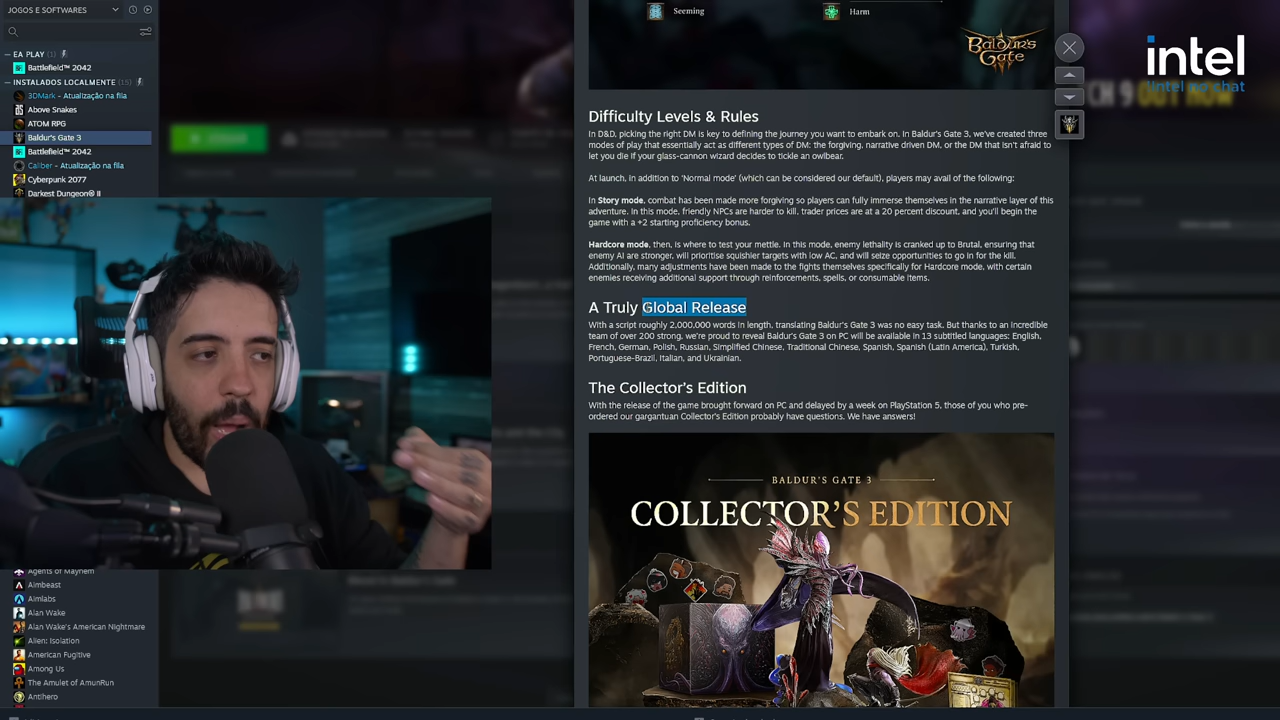 JOGOS E SOFTWARES
EA PLAY (1)
Battlefield™ 2042
INSTALADOS LOCALMENTE (15)
3DMark - Atualização na fila
Above Snakes
ATOM RPG
Baldur's Gate 3
Battlefield™ 2042
Caliber - Atualização na fila
Cyberpunk 2077
Darkest Dungeon® II
Agents of Mayhem
Aimbeast
Aimlabs
Alan Wake
Alan Wake's American Nightmare
Alien: Isolation
American Fugitive
Among Us
The Amulet of AmunRun
Antihero
Seeming
Harm
Baldur's Gate
intel
Intel no chat
OUT NOW
Difficulty Levels & Rules
In D&D, picking the right DM is key to defining the journey you want to embark on. In Baldur's Gate 3, we've created three
modes of play that essentially act as different types of DM: the forgiving, narrative driven DM, or the DM that isn't afraid to
let you die if your glass-cannon wizard decides to tickle an owlbear.
At launch, in addition to 'Normal mode' (which can be considered our default), players may avail of the following:
In Story mode, combat has been made more forgiving so players can fully immerse themselves in the narrative layer of this
adventure. In this mode, friendly NPCs are harder to kill, trader prices are at a 20 percent discount, and you'll begin the
game with a +2 starting proficiency bonus.
Hardcore mode, then, is where to test your mettle. In this mode, enemy lethality is cranked up to Brutal, ensuring that
enemy AI are stronger, will prioritise squishier targets with low AC, and will seize opportunities to go in for the kill.
Additionally, many adjustments have been made to the fights themselves specifically for Hardcore mode, with certain
enemies receiving additional support through reinforcements, spells, or consumable items.
A Truly Global Release
With a script roughly 2,000,000 words in length, translating Baldur's Gate 3 was no easy task. But thanks to an incredible
team of over 200 strong, we're proud to reveal Baldur's Gate 3 on PC will be available in 13 subtitled languages: English,
French, German, Polish, Russian, Simplified Chinese, Traditional Chinese, Spanish, Spanish (Latin America), Turkish,
Portuguese-Brazil, Italian, and Ukrainian.
The Collector's Edition
With the release of the game brought forward on PC and delayed by a week on PlayStation 5, those of you who pre-
ordered our gargantuan Collector's Edition probably have questions. We have answers!
BALDUR'S GATE 3
COLLECTOR'S EDITION